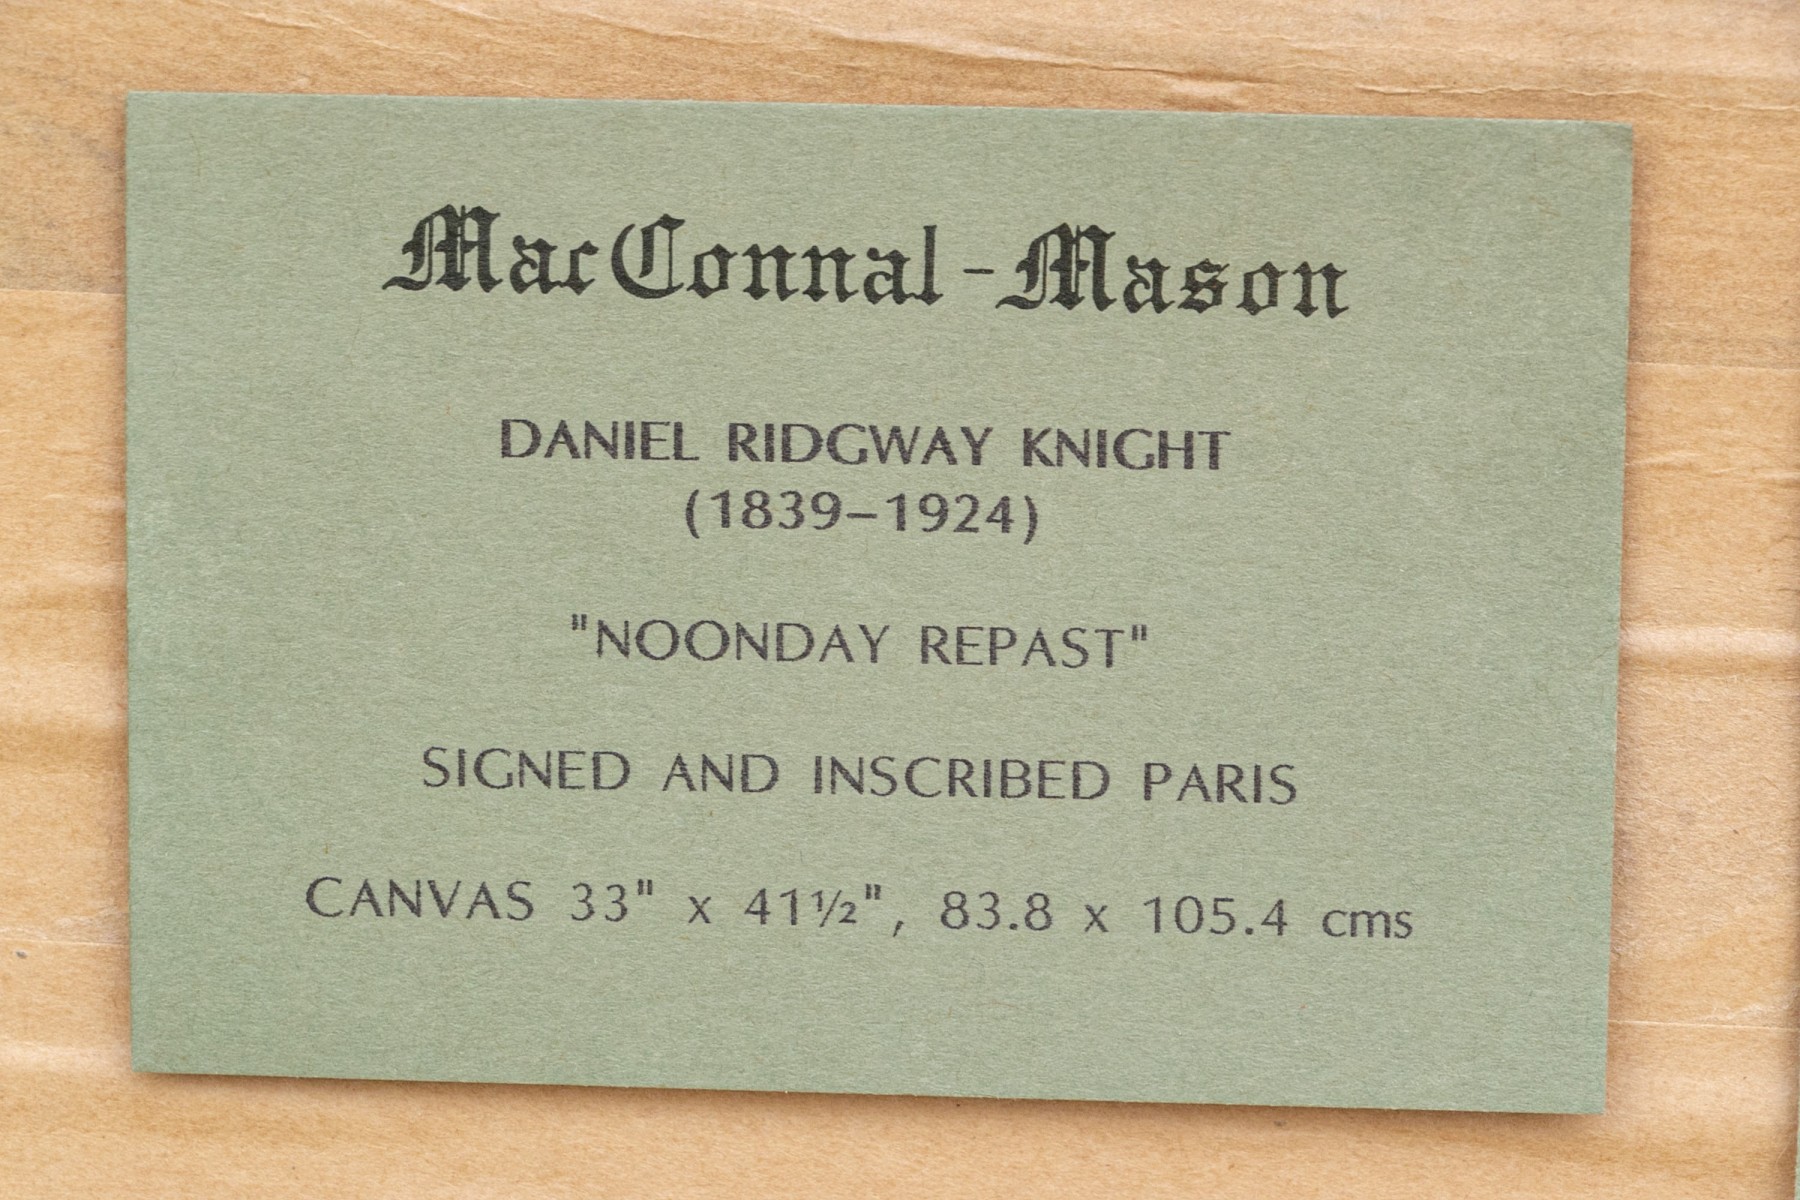 MacConnal-Mason
DANIEL RIDGWAY KNIGHT
(1839–1924)
"NOONDAY REPAST"
SIGNED AND INSCRIBED PARIS
CANVAS 33" x 41½", 83.8 x 105.4 cms